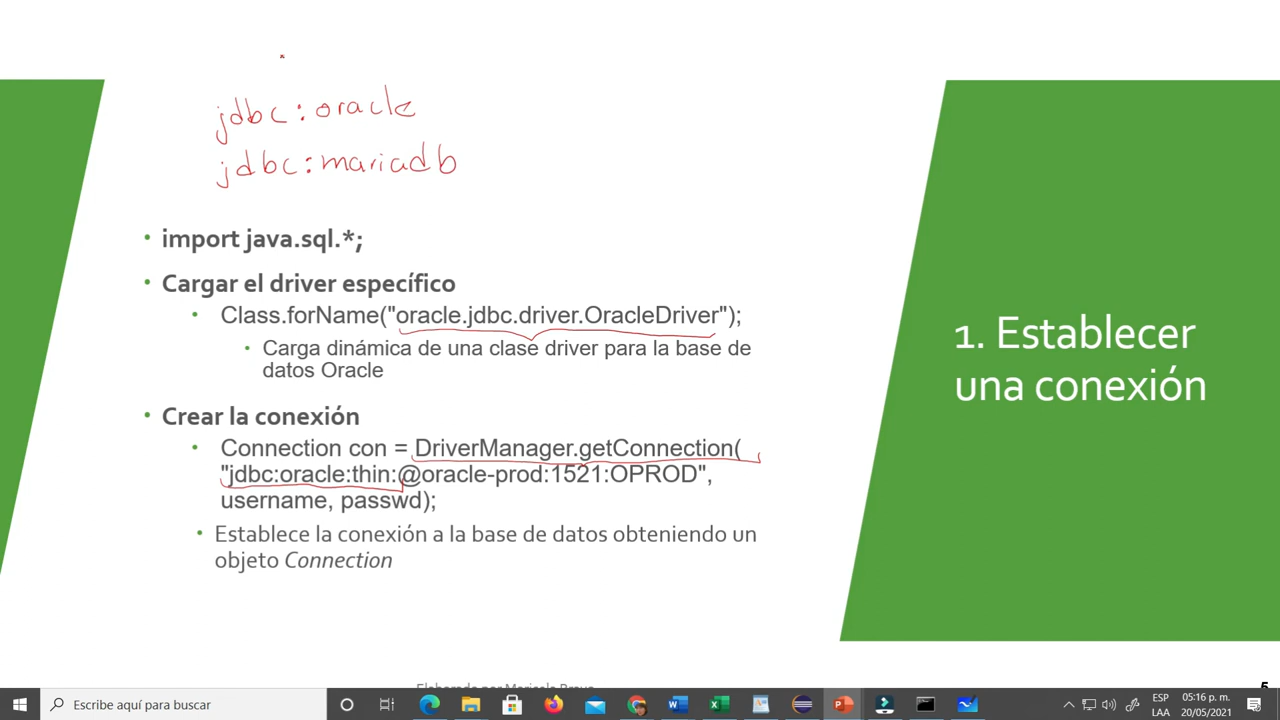 jdbc:oracle
jdbc:mariadb
• import java.sql.*;
• Cargar el driver específico
• Class.forName("oracle.jdbc.driver.OracleDriver");
• Carga dinámica de una clase driver para la base de
datos Oracle
• Crear la conexión
• Connection con = DriverManager.getConnection(
"jdbc:oracle:thin:@oracle-prod:1521:OPROD",
username, passwd);
• Establece la conexión a la base de datos obteniendo un
objeto Connection
1. Establecer
una conexión
Elaborado por Maricela Bravo
5
Escribe aquí para buscar
ESP
LAA
05:16 p. m.
20/05/2021